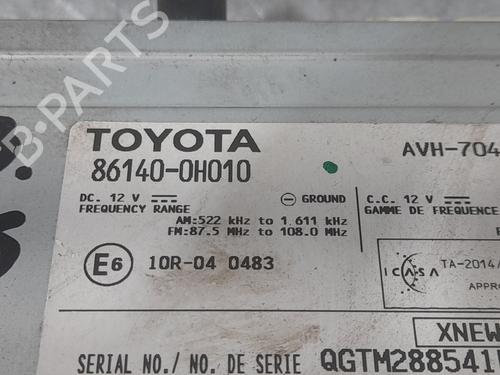 TOYOTA
86140-0H010
AVH-704
DC. 12 V
GROUND
C.C. 12 V
FREQUENCY RANGE
GAMME DE FREQUENCE
AM:522 kHz to 1 611 kHz
FM:87.5 MHz to 108.0 MHz
E6
10R-04 0483
ICASA
TA-2014/
APPRO
XNEW
SERIAL NO./ NO. DE SERIE QGTM288541